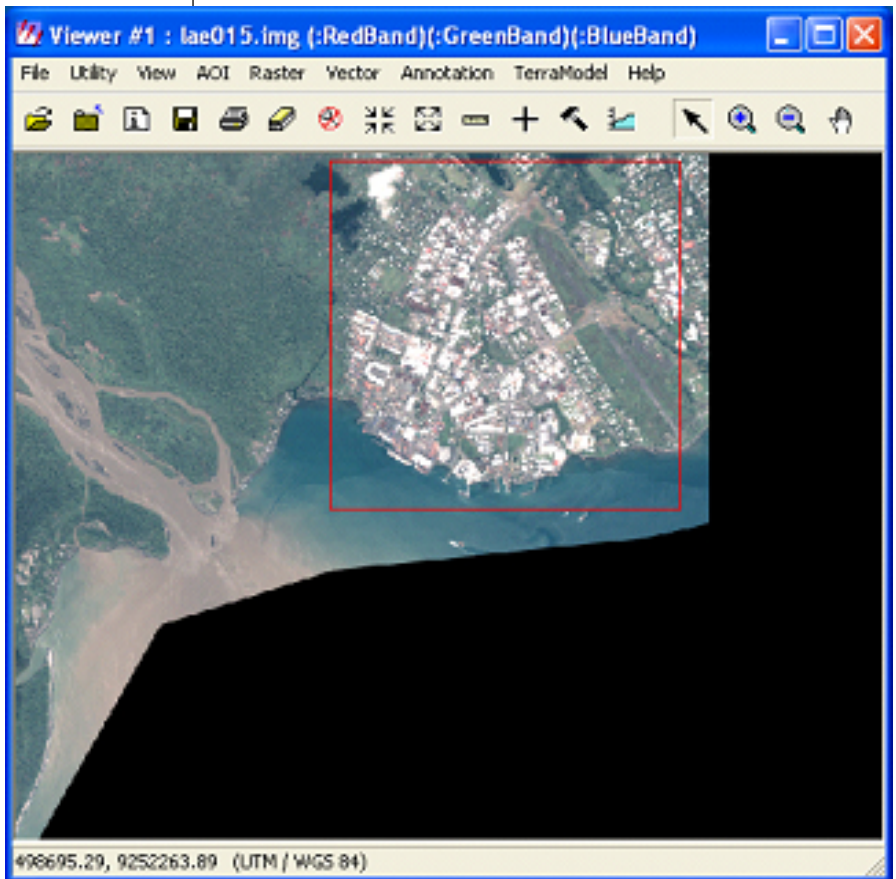 Viewer #1 : lae015.img (:RedBand)(:GreenBand)(:BlueBand)
File Utility View AOI Raster Vector Annotation TerraModel Help
498695.29, 9252263.89 (UTM / WGS 84)